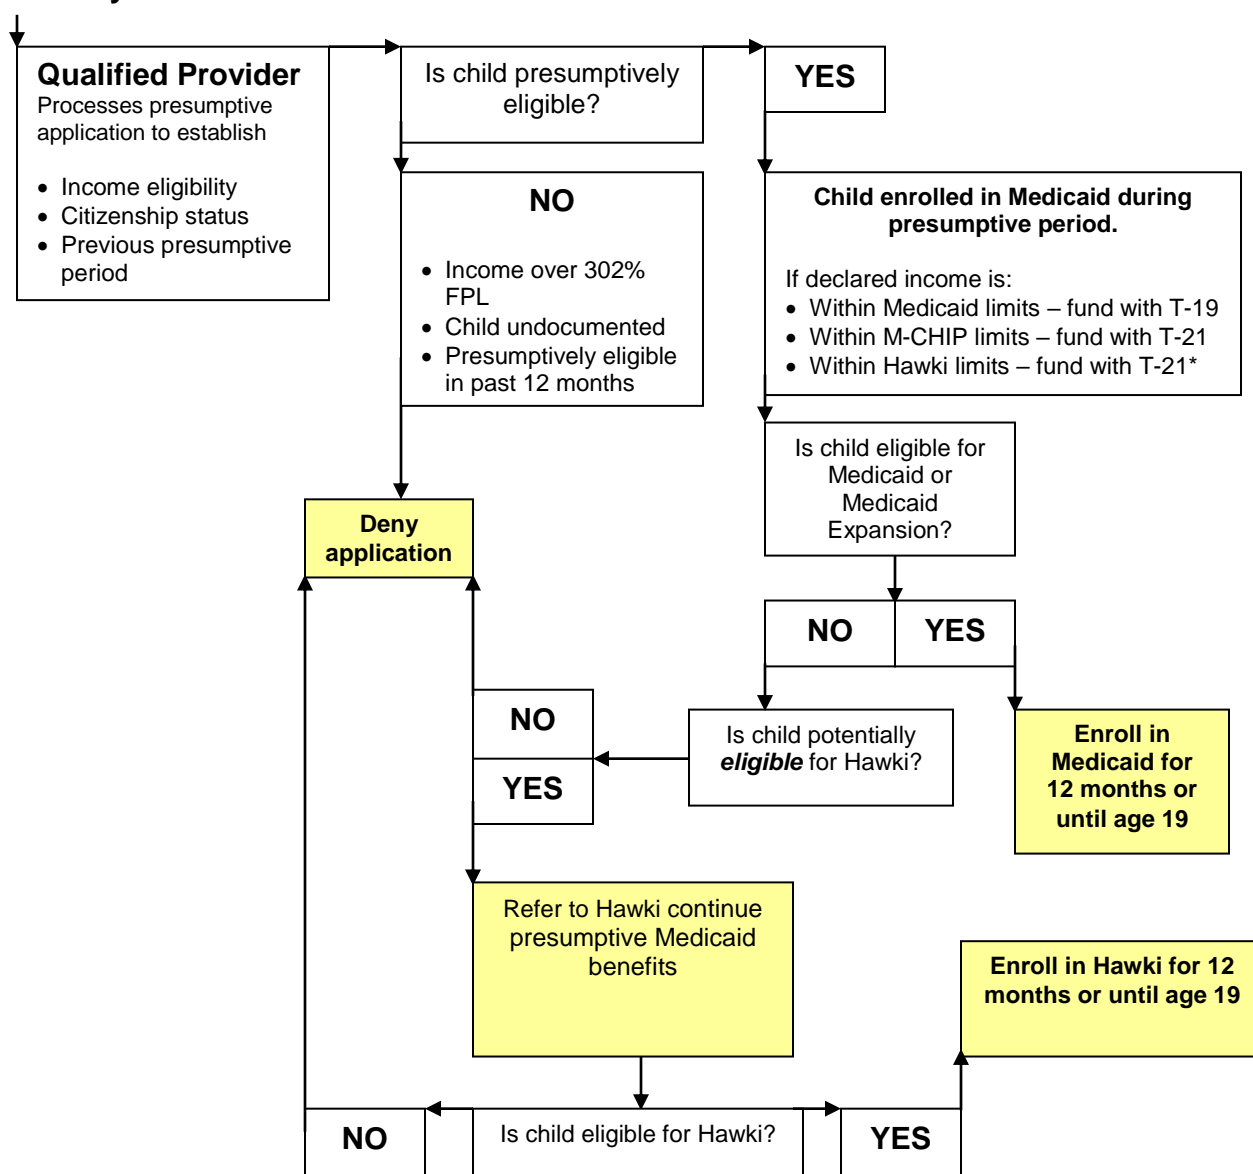 Qualified Provider
Processes presumptive
application to establish
• Income eligibility
• Citizenship status
• Previous presumptive
period
Is child presumptively
eligible?
YES
NO
• Income over 302%
FPL
• Child undocumented
• Presumptively eligible
in past 12 months
Child enrolled in Medicaid during
presumptive period.
If declared income is:
• Within Medicaid limits – fund with T-19
• Within M-CHIP limits – fund with T-21
• Within Hawki limits – fund with T-21*
Is child eligible for
Medicaid or
Medicaid
Expansion?
Deny
application
NO
YES
NO
YES
Is child potentially
eligible for Hawki?
Enroll in
Medicaid for
12 months or
until age 19
Refer to Hawki continue
presumptive Medicaid
benefits
Enroll in Hawki for 12
months or until age 19
NO
Is child eligible for Hawki?
YES